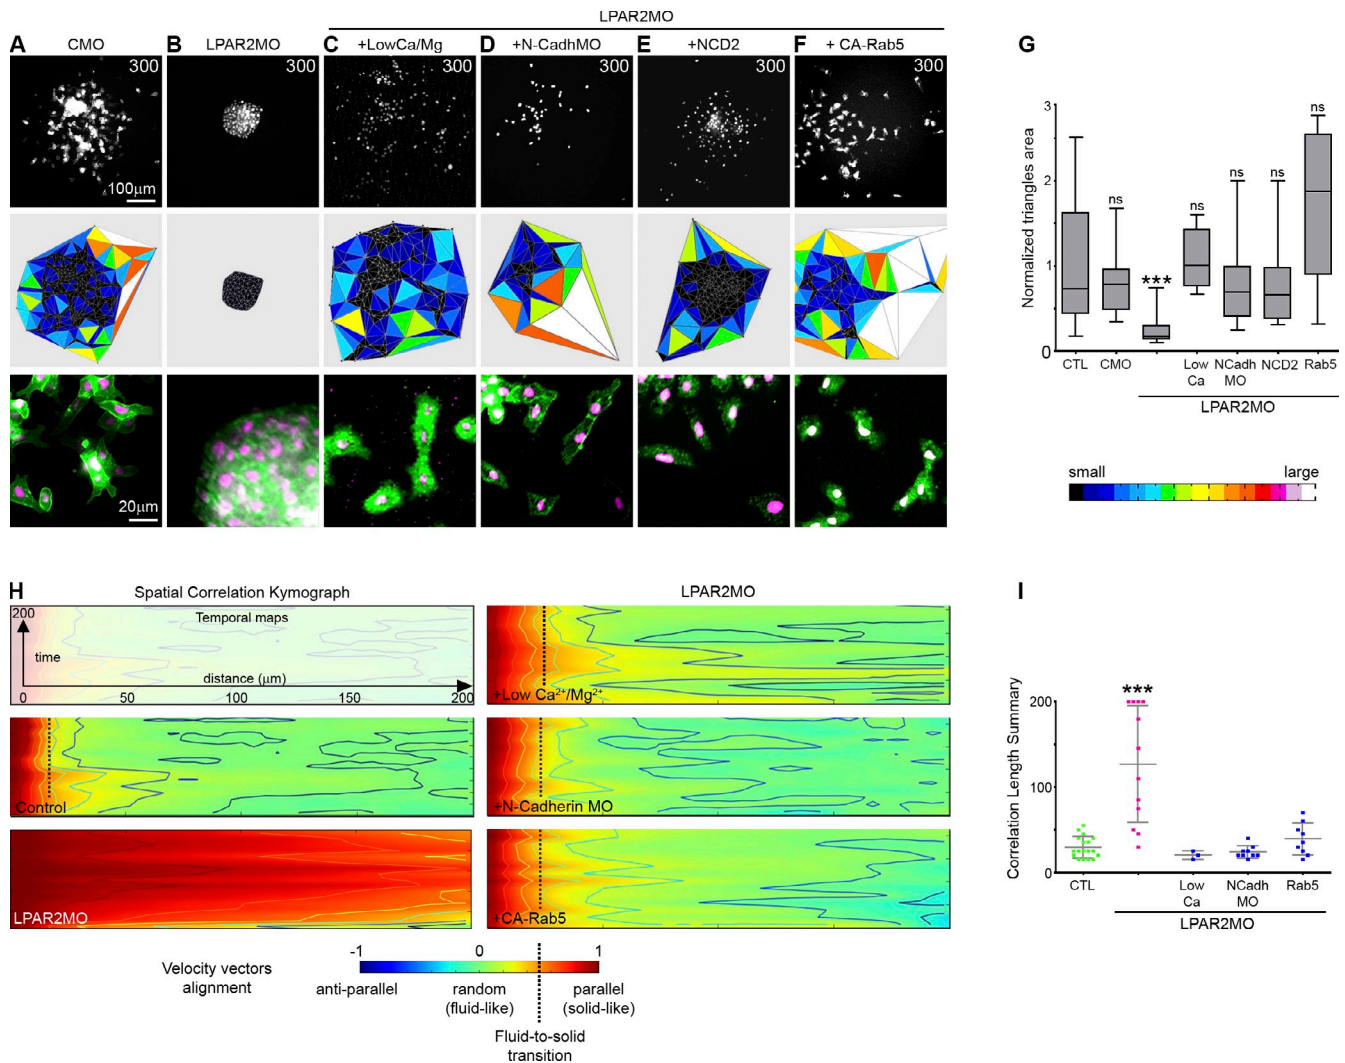 LPAR2MO
A CMO
B LPAR2MO
C +LowCa/Mg
D +N-CadhMO
E +NCD2
F + CA-Rab5
300
300
300
300
300
300
100µm
20µm
G
Normalized triangles area
3
2
1
0
ns
***
ns
ns
ns
ns
CTL
CMO
Low Ca
NCadh MO
NCD2
Rab5
LPAR2MO
small
large
H
Spatial Correlation Kymograph
LPAR2MO
200
Temporal maps
time
distance (µm)
0
50
100
150
200
Control
LPAR2MO
+Low Ca²⁺/Mg²⁺
+N-Cadherin MO
+CA-Rab5
Velocity vectors
alignment
-1
0
1
anti-parallel
random
(fluid-like)
parallel
(solid-like)
Fluid-to-solid
transition
I
Correlation Length Summary
200
100
0
***
CTL
Low Ca
NCadh MO
Rab5
LPAR2MO